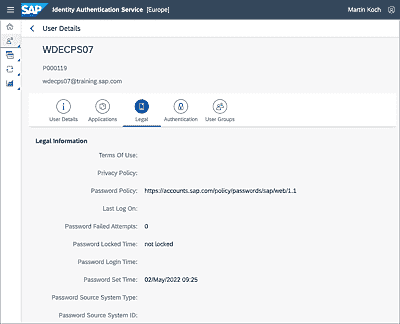 SAP Identity Authentication Service [Europe] Martin Koch
User Details
WDECPS07
P000119
wdecps07@training.sap.com
User Details Applications Legal Authentication User Groups
Legal Information
Terms Of Use:
Privacy Policy:
Password Policy: https://accounts.sap.com/policy/passwords/sap/web/1.1
Last Log On:
Password Failed Attempts: 0
Password Locked Time: not locked
Password Login Time:
Password Set Time: 02/May/2022 09:25
Password Source System Type:
Password Source System ID: